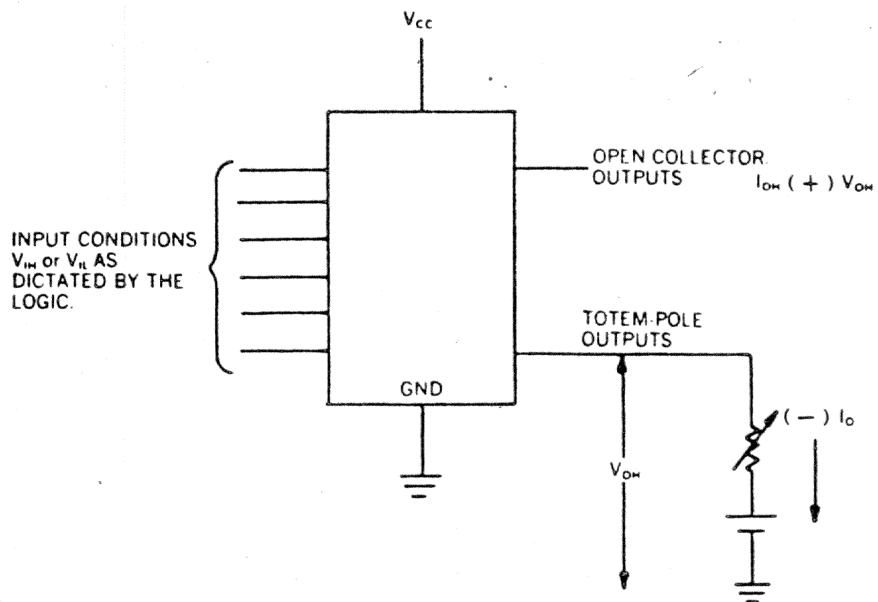 Vcc
OPEN COLLECTOR.
OUTPUTS
IOH (+) VOH
INPUT CONDITIONS
VIH or VIL AS
DICTATED BY THE
LOGIC.
TOTEM-POLE
OUTPUTS
GND
(—) IO
VOH